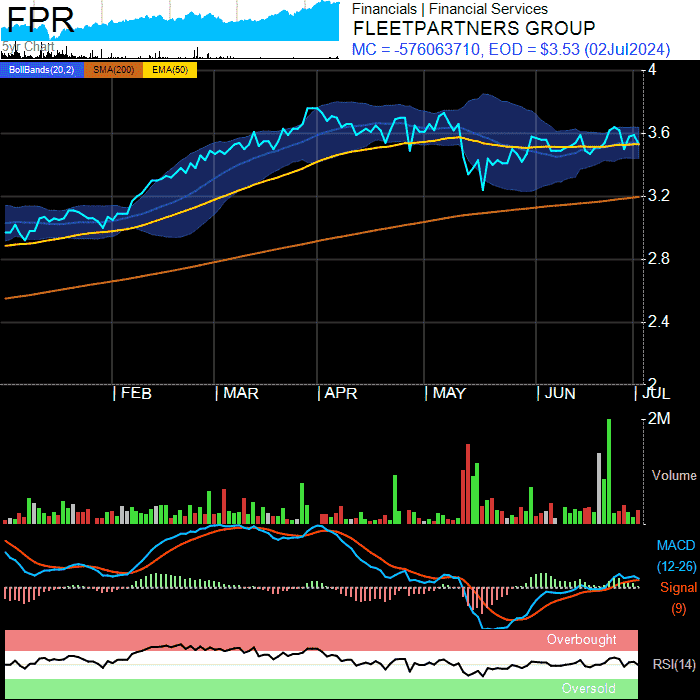 FPR
Financials | Financial Services
FLEETPARTNERS GROUP
5yr Chart
MC = -576063710, EOD = $3.53 (02Jul2024)
BollBands(20,2) SMA(200) EMA(50)
4
3.6
3.2
2.8
2.4
2
FEB MAR APR MAY JUN JUL
2M
Volume
MACD
(12-26)
Signal
(9)
Overbought
RSI(14)
Oversold